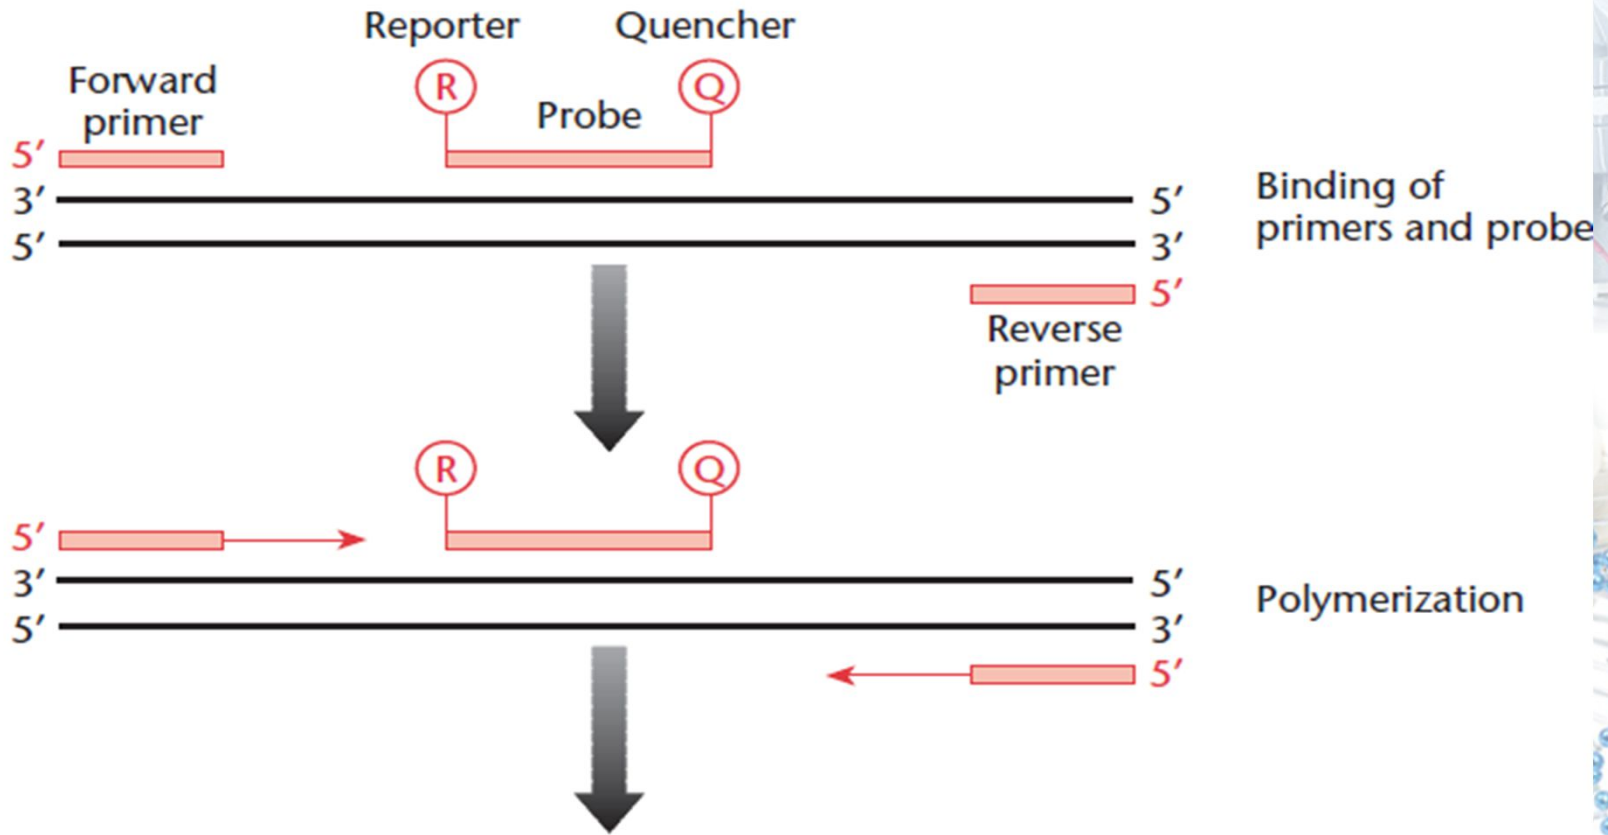 Reporter
Quencher
Forward
primer
R
Q
Probe
5′
3′ 5′
5′ 3′
5′
Reverse
primer
Binding of
primers and probe
R
Q
5′
3′ 5′
5′ 3′
5′
Polymerization